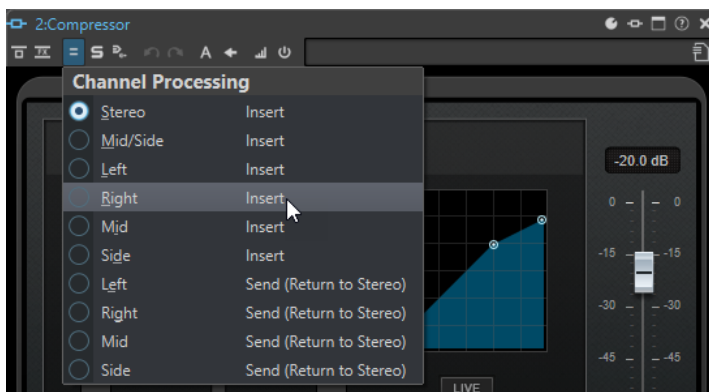 2:Compressor
FX S A
Channel Processing
Stereo Insert
Mid/Side Insert
Left Insert
Right Insert
Mid Insert
Side Insert
Left Send (Return to Stereo)
Right Send (Return to Stereo)
Mid Send (Return to Stereo)
Side Send (Return to Stereo)
-20.0 dB
0 0
-15 -15
-30 -30
-45 -45
LIVE